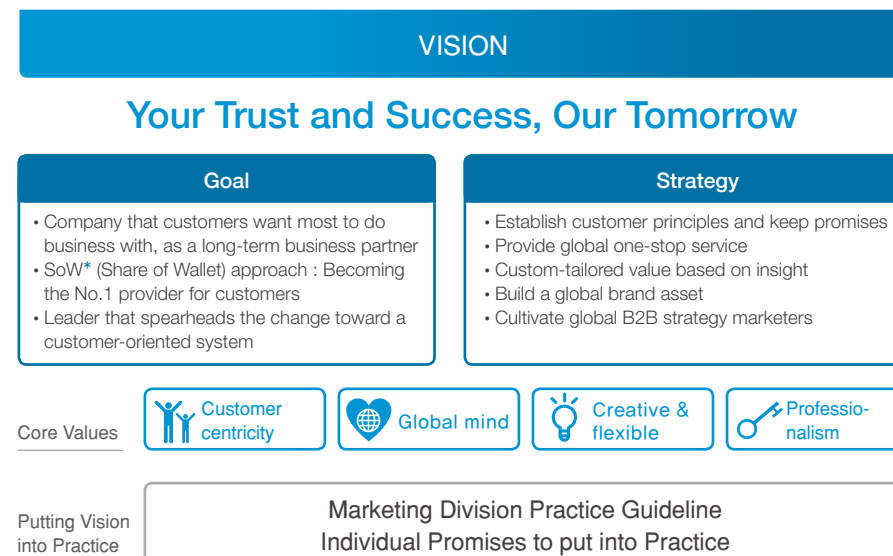 VISION
Your Trust and Success, Our Tomorrow
Goal
• Company that customers want most to do
business with, as a long-term business partner
• SoW* (Share of Wallet) approach : Becoming
the No.1 provider for customers
• Leader that spearheads the change toward a
customer-oriented system
Strategy
• Establish customer principles and keep promises
• Provide global one-stop service
• Custom-tailored value based on insight
• Build a global brand asset
• Cultivate global B2B strategy marketers
Core Values
Customer
centricity
Global mind
Creative &
flexible
Professio-
nalism
Putting Vision
into Practice
Marketing Division Practice Guideline
Individual Promises to put into Practice